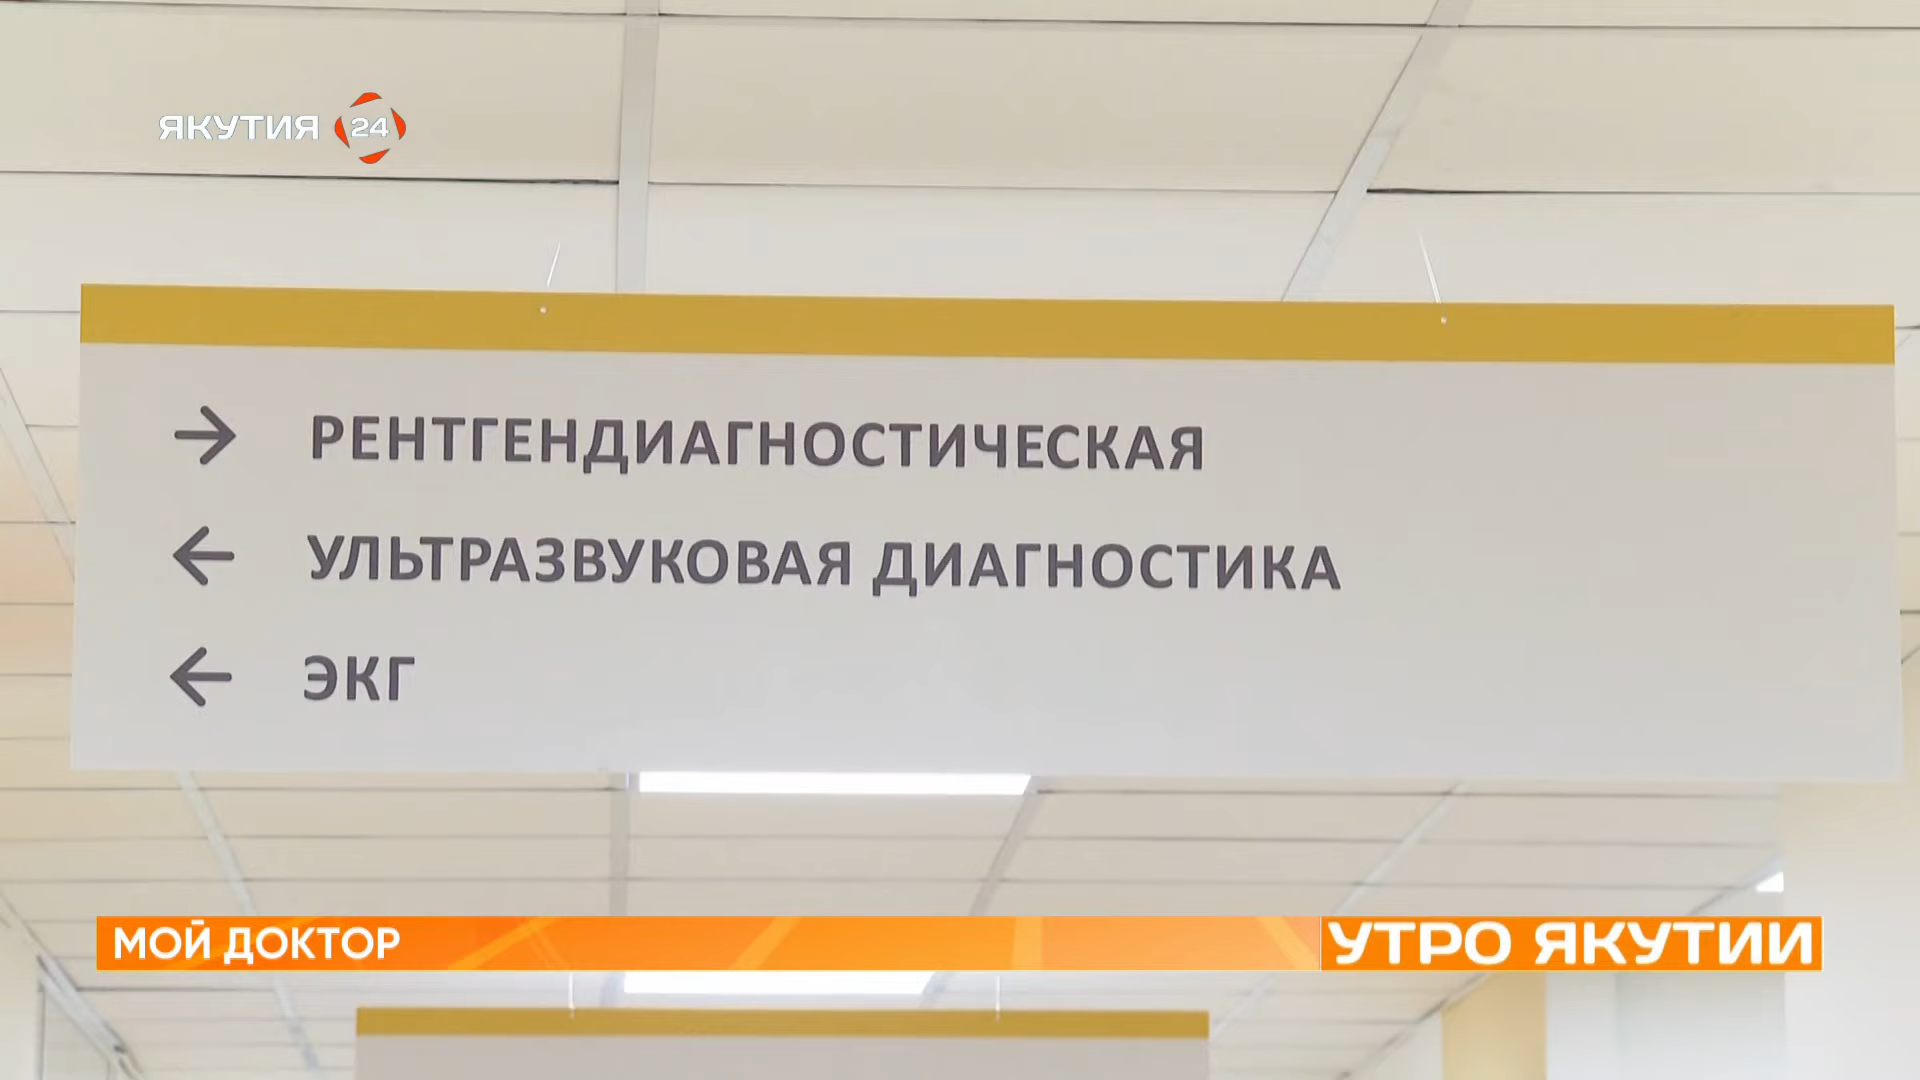 ЯКУТИЯ 24
→ РЕНТГЕНДИАГНОСТИЧЕСКАЯ
← УЛЬТРАЗВУКОВАЯ ДИАГНОСТИКА
← ЭКГ
МОЙ ДОКТОР
УТРО ЯКУТИИ